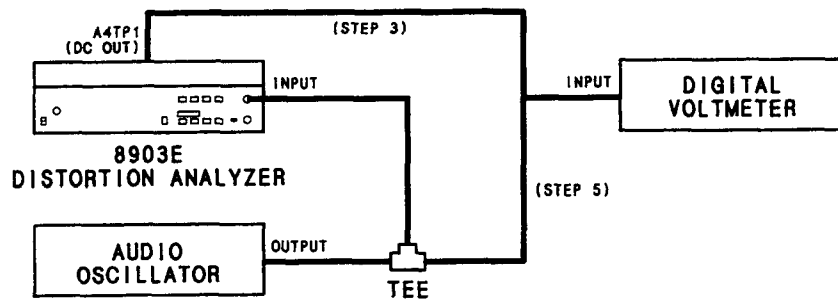 A4TP1
(DC OUT)
(STEP 3)
INPUT
INPUT
DIGITAL
VOLTMETER
8903E
DISTORTION ANALYZER
(STEP 5)
AUDIO
OSCILLATOR
OUTPUT
TEE